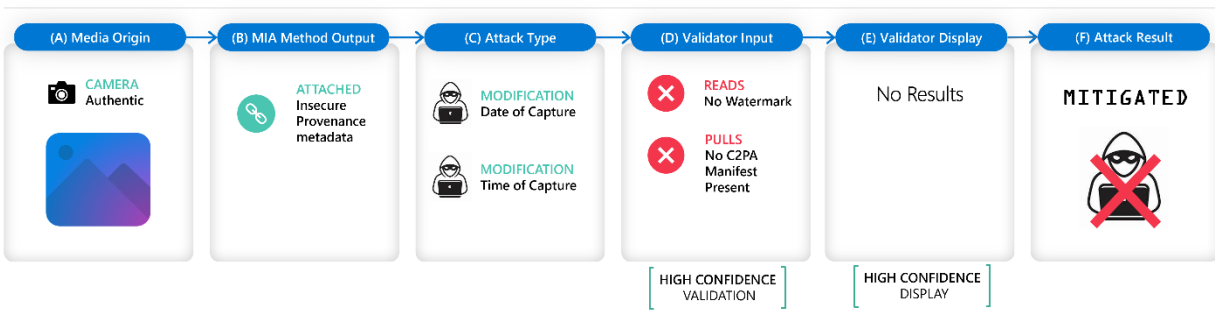 (A) Media Origin
(B) MIA Method Output
(C) Attack Type
(D) Validator Input
(E) Validator Display
(F) Attack Result
CAMERA
Authentic
ATTACHED
Insecure
Provenance
metadata
MODIFICATION
Date of Capture
MODIFICATION
Time of Capture
READS
No Watermark
PULLS
No C2PA
Manifest
Present
No Results
MITIGATED
HIGH CONFIDENCE
VALIDATION
HIGH CONFIDENCE
DISPLAY